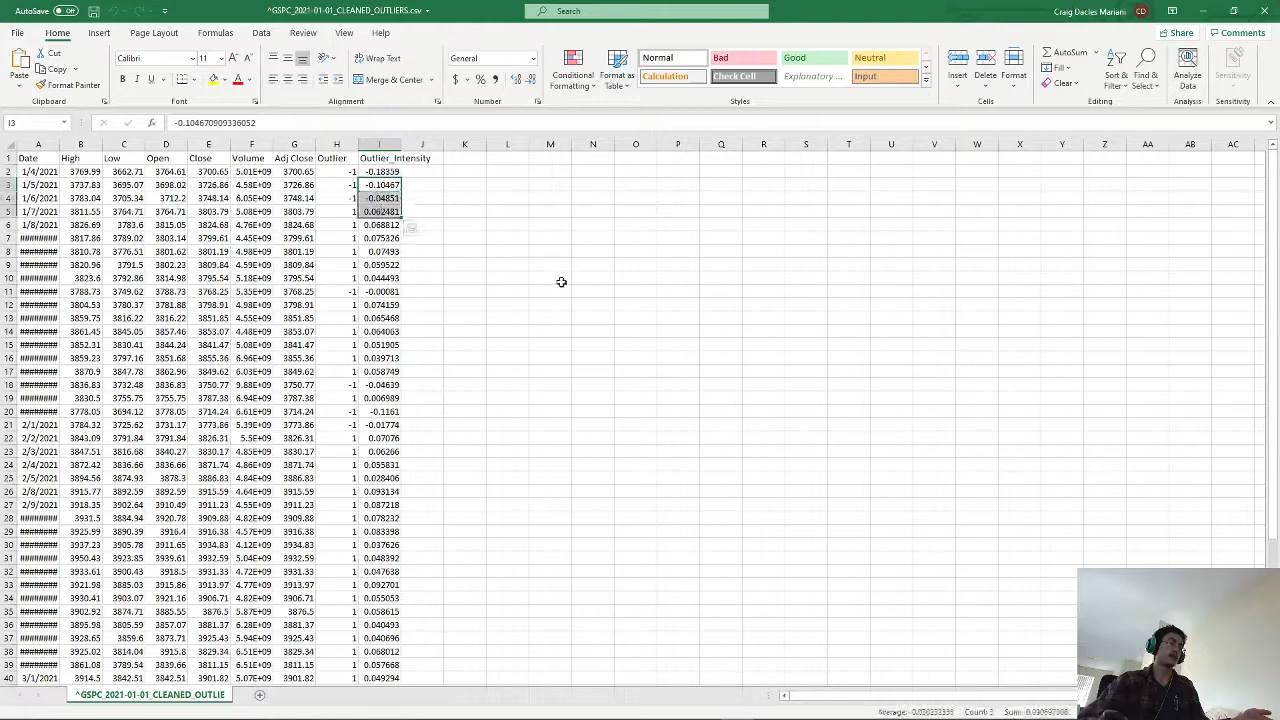 AutoSave Off ^GSPC_2021-01-01_CLEANED_OUTLIERS.csv Search Craig Dacles Mariani CD
File Home Insert Page Layout Formulas Data Review View Help Share Comments
Paste Cut Copy Format Painter Clipboard
Calibri 11 B I U Font
Merge & Center Alignment
General Number
Conditional Formatting Format as Table
Normal Bad Good Neutral
Calculation Check Cell Explanatory ... Input
Styles
Insert Delete Format Cells
AutoSum Fill Clear Sort & Filter Find & Select Editing
Analyze Data Analysis
Sensitivity Sensitivity
I3 fx -0.104670909336052
A B C D E F G H I J K L M N O P Q R S T U V W X Y Z AA AB AC
1 Date High Low Open Close Volume Adj Close Outlier Outlier_Intensity
2 1/4/2021 3769.99 3662.71 3764.61 3700.65 5.01E+09 3700.65 -1 -0.18359
3 1/5/2021 3737.83 3695.07 3698.02 3726.86 4.58E+09 3726.86 -1 -0.10467
4 1/6/2021 3783.04 3705.34 3712.2 3748.14 6.05E+09 3748.14 -1 -0.04851
5 1/7/2021 3811.55 3764.71 3764.71 3803.79 5.08E+09 3803.79 1 0.062481
6 1/8/2021 3826.69 3783.6 3815.05 3824.68 4.76E+09 3824.68 1 0.068812
7 ######## 3817.86 3789.02 3803.14 3799.61 4.45E+09 3799.61 1 0.075326
8 ######## 3810.78 3776.51 3801.62 3801.19 4.98E+09 3801.19 1 0.07493
9 ######## 3820.96 3791.5 3802.23 3809.84 4.59E+09 3809.84 1 0.059522
10 ######## 3823.6 3792.86 3814.98 3795.54 5.18E+09 3795.54 1 0.044493
11 ######## 3788.73 3749.62 3788.73 3768.25 5.35E+09 3768.25 -1 -0.00081
12 ######## 3804.53 3780.37 3781.88 3798.91 4.98E+09 3798.91 1 0.074159
13 ######## 3859.75 3816.22 3816.22 3851.85 4.55E+09 3851.85 1 0.065468
14 ######## 3861.45 3845.05 3857.46 3853.07 4.48E+09 3853.07 1 0.064063
15 ######## 3852.31 3830.41 3844.24 3841.47 5.08E+09 3841.47 1 0.051905
16 ######## 3859.23 3797.16 3851.68 3855.36 6.96E+09 3855.36 1 0.039713
17 ######## 3870.9 3847.78 3862.96 3849.62 6.03E+09 3849.62 1 0.058749
18 ######## 3836.83 3732.48 3836.83 3750.77 9.88E+09 3750.77 -1 -0.04639
19 ######## 3830.5 3755.75 3755.75 3787.38 6.94E+09 3787.38 1 0.006989
20 ######## 3778.05 3694.12 3778.05 3714.24 6.61E+09 3714.24 -1 -0.1161
21 2/1/2021 3784.32 3725.62 3731.17 3773.86 5.39E+09 3773.86 -1 -0.01774
22 2/2/2021 3843.09 3791.84 3791.84 3826.31 5.5E+09 3826.31 1 0.07076
23 2/3/2021 3847.51 3816.68 3840.27 3830.17 4.85E+09 3830.17 1 0.06266
24 2/4/2021 3872.42 3836.66 3836.66 3871.74 4.86E+09 3871.74 1 0.055831
25 2/5/2021 3894.56 3874.93 3878.3 3886.83 4.84E+09 3886.83 1 0.028406
26 2/8/2021 3915.77 3892.59 3892.59 3915.59 4.64E+09 3915.59 1 0.093134
27 2/9/2021 3918.35 3902.64 3910.49 3911.23 4.55E+09 3911.23 1 0.087218
28 ######## 3931.5 3884.94 3920.78 3909.88 4.82E+09 3909.88 1 0.078232
29 ######## 3925.99 3890.39 3916.4 3916.38 4.57E+09 3916.38 1 0.083398
30 ######## 3937.23 3905.78 3911.65 3934.83 4.12E+09 3934.83 1 0.037626
31 ######## 3950.43 3923.85 3939.61 3932.59 5.04E+09 3932.59 1 0.048392
32 ######## 3933.61 3900.43 3918.5 3931.33 4.72E+09 3931.33 1 0.047638
33 ######## 3921.98 3885.03 3915.86 3913.97 4.77E+09 3913.97 1 0.092701
34 ######## 3930.41 3903.07 3921.16 3906.71 4.82E+09 3906.71 1 0.055053
35 ######## 3902.92 3874.71 3885.55 3876.5 5.87E+09 3876.5 1 0.058615
36 ######## 3895.98 3805.59 3857.07 3881.37 6.28E+09 3881.37 1 0.040493
37 ######## 3928.65 3859.6 3873.71 3925.43 5.94E+09 3925.43 1 0.040696
38 ######## 3925.02 3814.04 3915.8 3829.34 6.51E+09 3829.34 1 0.068012
39 ######## 3861.08 3789.54 3839.66 3811.15 6.51E+09 3811.15 1 0.057668
40 3/1/2021 3914.5 3842.51 3842.51 3901.82 5.07E+09 3901.82 1 0.049294
^GSPC_2021-01-01_CLEANED_OUTLIE
Count: 3